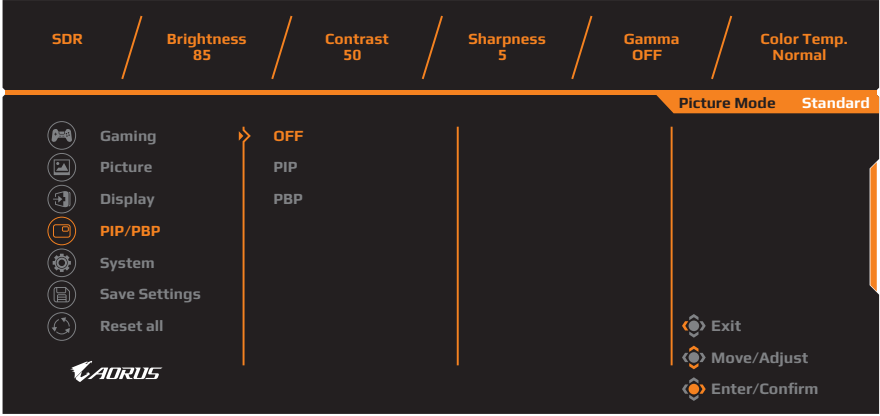 SDR
Brightness
85
Contrast
50
Sharpness
5
Gamma
OFF
Color Temp.
Normal
Picture Mode Standard
Gaming
Picture
Display
PIP/PBP
System
Save Settings
Reset all
OFF
PIP
PBP
Exit
Move/Adjust
Enter/Confirm
AORUS